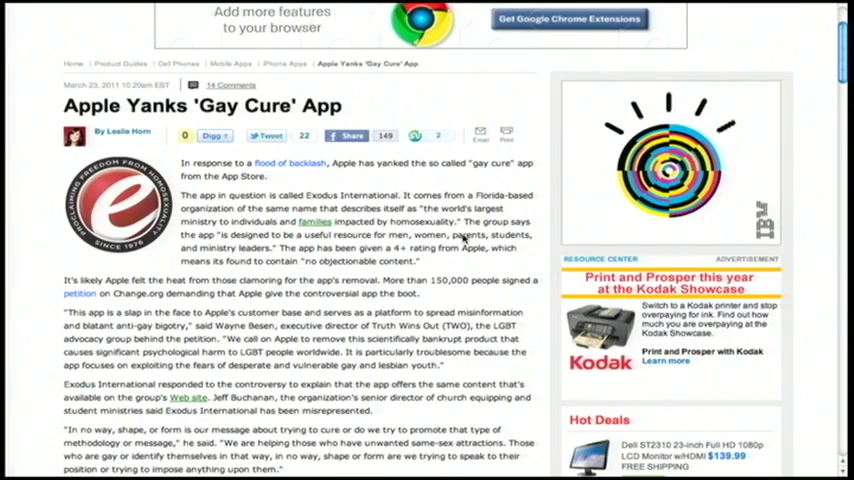 Add more features
to your browser
Get Google Chrome Extensions
Home | Product Guides | Cell Phones | Mobile Apps | iPhone Apps | Apple Yanks 'Gay Cure' App
March 23, 2011 10:20am EST
14 Comments
Apple Yanks 'Gay Cure' App
By Leslie Horn
0 Digg Tweet 22 Share 149 2
Email Print
PROCLAIMING FREEDOM FROM HOMOSEXUALITY
SINCE 1976
In response to a flood of backlash, Apple has yanked the so called "gay cure" app
from the App Store.
The app in question is called Exodus International. It comes from a Florida-based
organization of the same name that describes itself as "the world's largest
ministry to individuals and families impacted by homosexuality." The group says
the app "is designed to be a useful resource for men, women, parents, students,
and ministry leaders." The app has been given a 4+ rating from Apple, which
means its found to contain "no objectionable content."
It's likely Apple felt the heat from those clamoring for the app's removal. More than 150,000 people signed a
petition on Change.org demanding that Apple give the controversial app the boot.
"This app is a slap in the face to Apple's customer base and serves as a platform to spread misinformation
and blatant anti-gay bigotry," said Wayne Besen, executive director of Truth Wins Out (TWO), the LGBT
advocacy group behind the petition. "We call on Apple to remove this scientifically bankrupt product that
causes significant psychological harm to LGBT people worldwide. It is particularly troublesome because the
app focuses on exploiting the fears of desperate and vulnerable gay and lesbian youth."
Exodus International responded to the controversy to explain that the app offers the same content that's
available on the group's Web site. Jeff Buchanan, the organization's senior director of church equipping and
student ministries said Exodus International has been misrepresented.
"In no way, shape, or form is our message about trying to cure or do we try to promote that type of
methodology or message," he said. "We are helping those who have unwanted same-sex attractions. Those
who are gay or identify themselves in that way, in no way, shape or form are we trying to speak to their
position or trying to impose anything upon them."
IBM
RESOURCE CENTER
ADVERTISEMENT
Print and Prosper this year
at the Kodak Showcase
Switch to a Kodak printer and stop
overpaying for ink. Find out how
much you are overpaying at the
Kodak Showcase.
Kodak
Print and Prosper with Kodak
Learn more
Hot Deals
Dell ST2310 23-inch Full HD 1080p
LCD Monitor w/HDMI $139.99
FREE SHIPPING